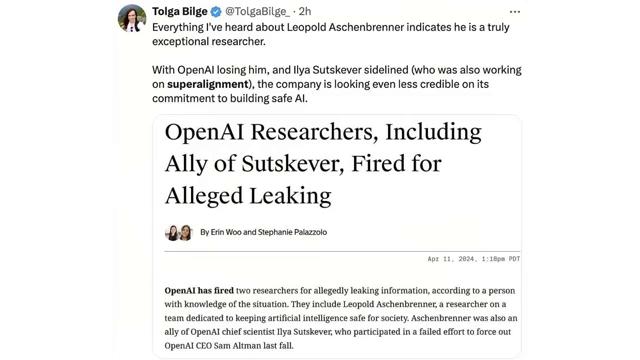 Tolga Bilge @TolgaBilge_ · 2h
Everything I've heard about Leopold Aschenbrenner indicates he is a truly
exceptional researcher.
With OpenAI losing him, and Ilya Sutskever sidelined (who was also working
on superalignment), the company is looking even less credible on its
commitment to building safe AI.
OpenAI Researchers, Including
Ally of Sutskever, Fired for
Alleged Leaking
By Erin Woo and Stephanie Palazzolo
Apr 11, 2024, 1:18pm PDT
OpenAI has fired two researchers for allegedly leaking information, according to a person
with knowledge of the situation. They include Leopold Aschenbrenner, a researcher on a
team dedicated to keeping artificial intelligence safe for society. Aschenbrenner was also an
ally of OpenAI chief scientist Ilya Sutskever, who participated in a failed effort to force out
OpenAI CEO Sam Altman last fall.